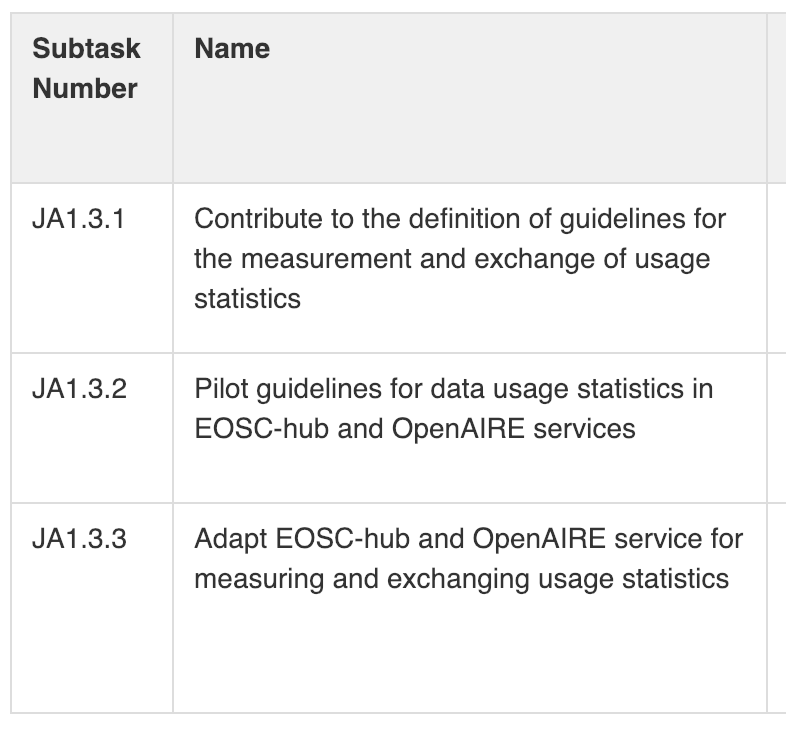 Subtask
Number
Name
JA1.3.1
Contribute to the definition of guidelines for
the measurement and exchange of usage
statistics
JA1.3.2
Pilot guidelines for data usage statistics in
EOSC-hub and OpenAIRE services
JA1.3.3
Adapt EOSC-hub and OpenAIRE service for
measuring and exchanging usage statistics